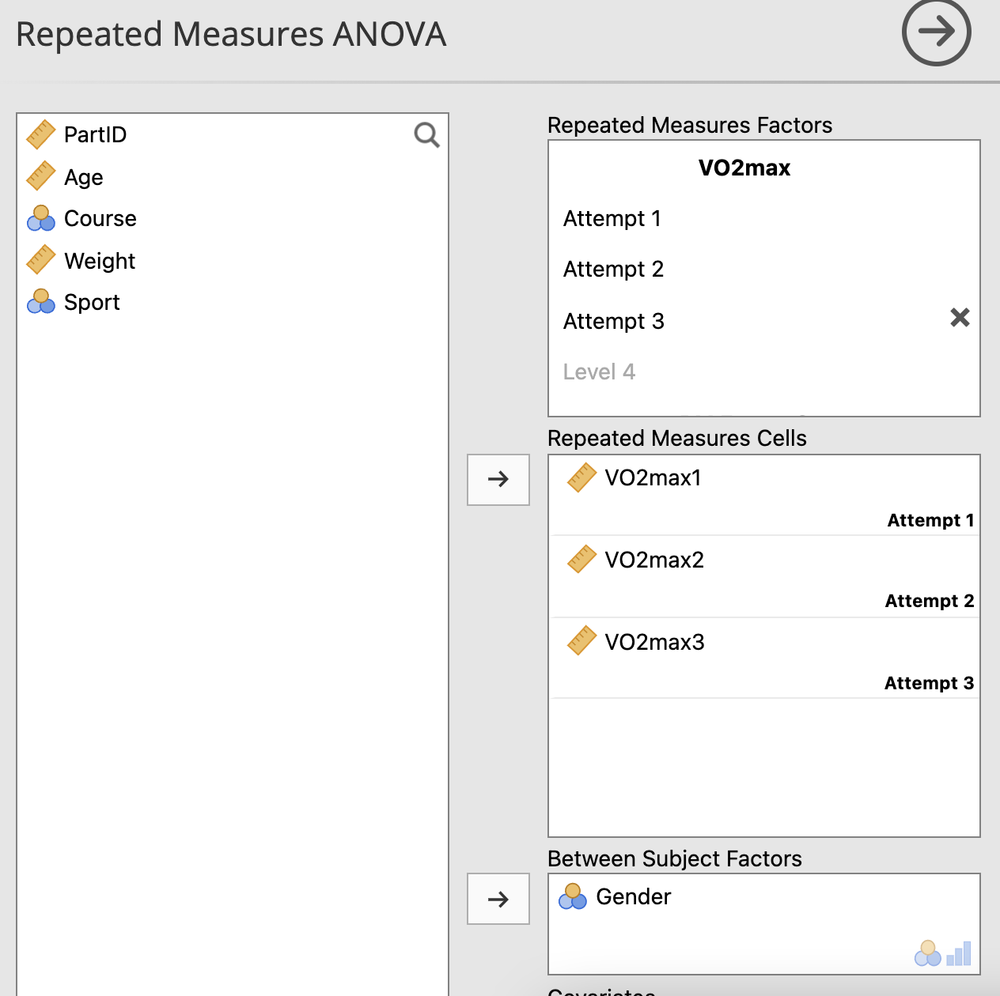 Repeated Measures ANOVA
PartID
Age
Course
Weight
Sport
Repeated Measures Factors
VO2max
Attempt 1
Attempt 2
Attempt 3
Level 4
Repeated Measures Cells
VO2max1
Attempt 1
VO2max2
Attempt 2
VO2max3
Attempt 3
Between Subject Factors
Gender